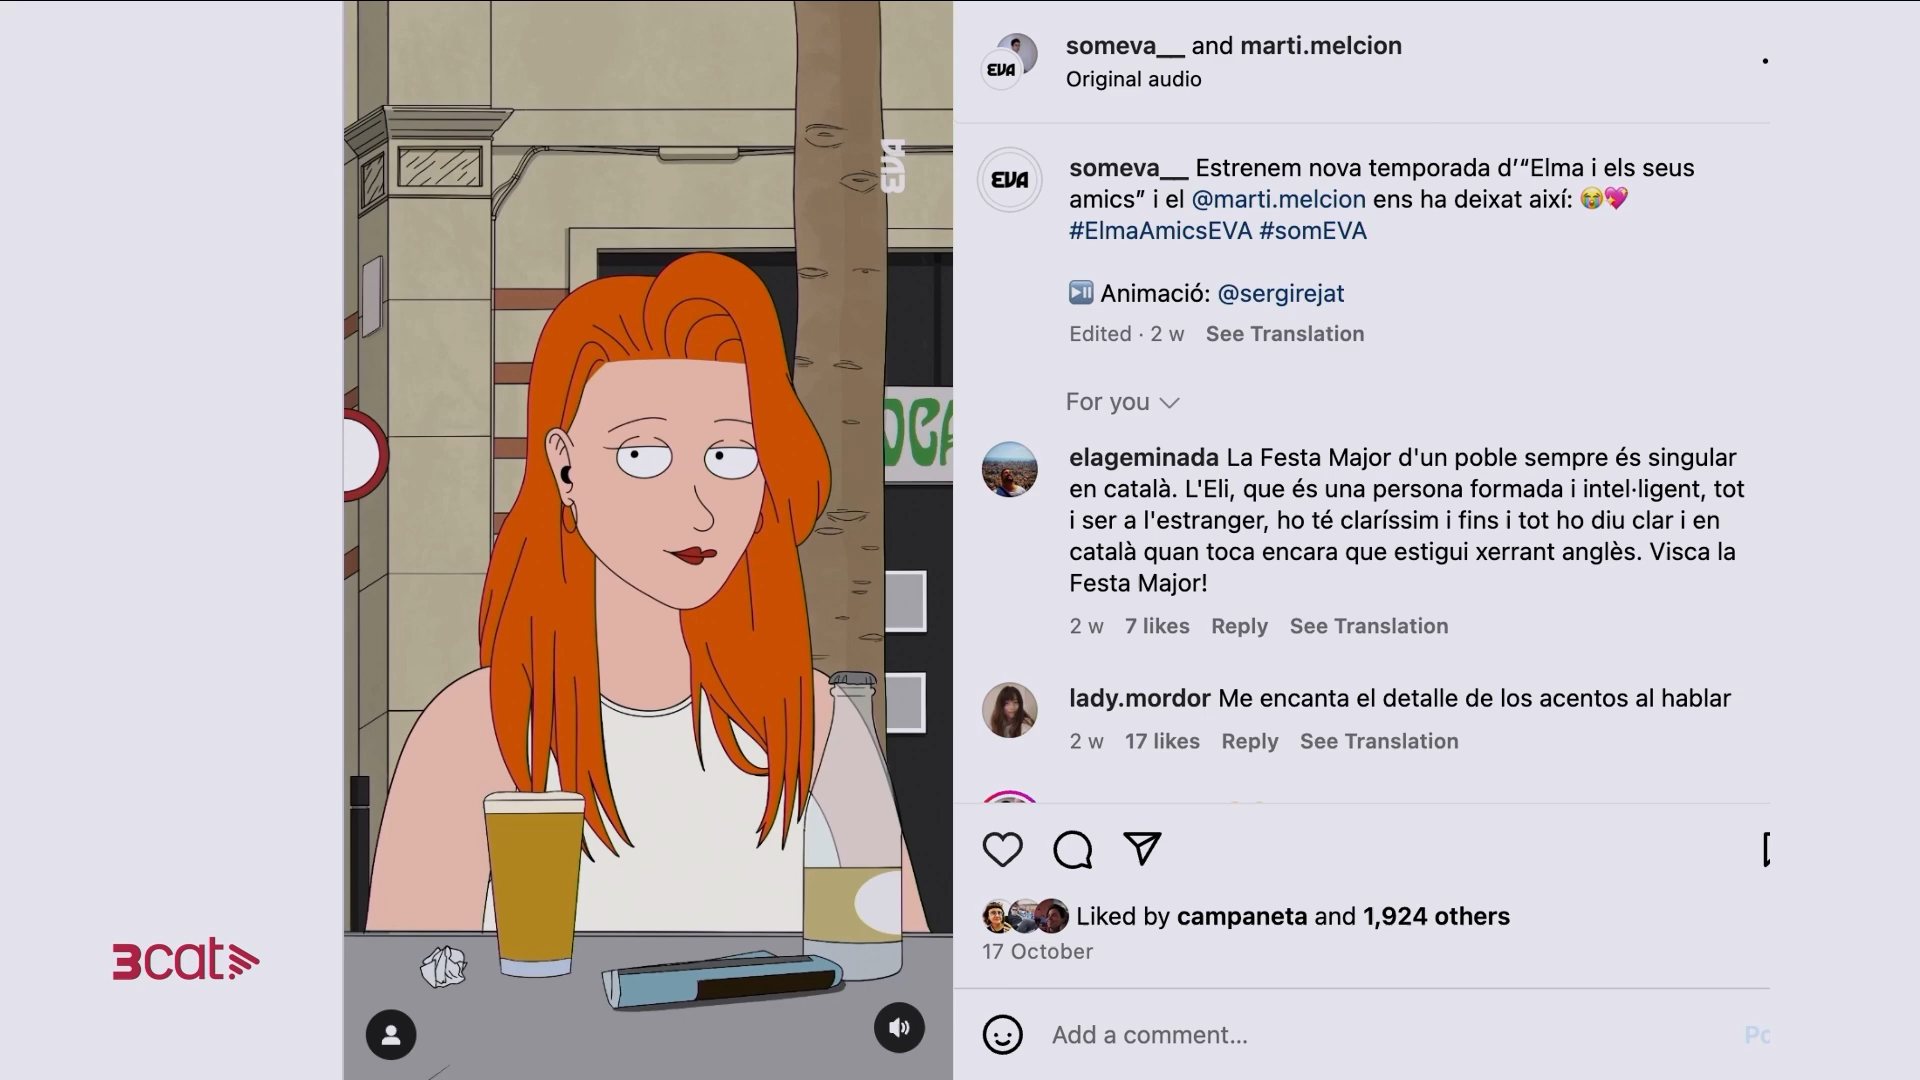 someva__ and marti.melcion
Original audio
EVA
EVA
EVA
someva__ Estrenem nova temporada d'“Elma i els seus
amics” i el @marti.melcion ens ha deixat així: 😭💖
#ElmaAmicsEVA #somEVA
⏯️ Animació: @sergirejat
Edited · 2 w See Translation
For you
elageminada La Festa Major d'un poble sempre és singular
en català. L'Eli, que és una persona formada i intel·ligent, tot
i ser a l'estranger, ho té claríssim i fins i tot ho diu clar i en
català quan toca encara que estigui xerrant anglès. Visca la
Festa Major!
2 w 7 likes Reply See Translation
lady.mordor Me encanta el detalle de los acentos al hablar
2 w 17 likes Reply See Translation
Liked by campaneta and 1,924 others
17 October
Add a comment...
3cat